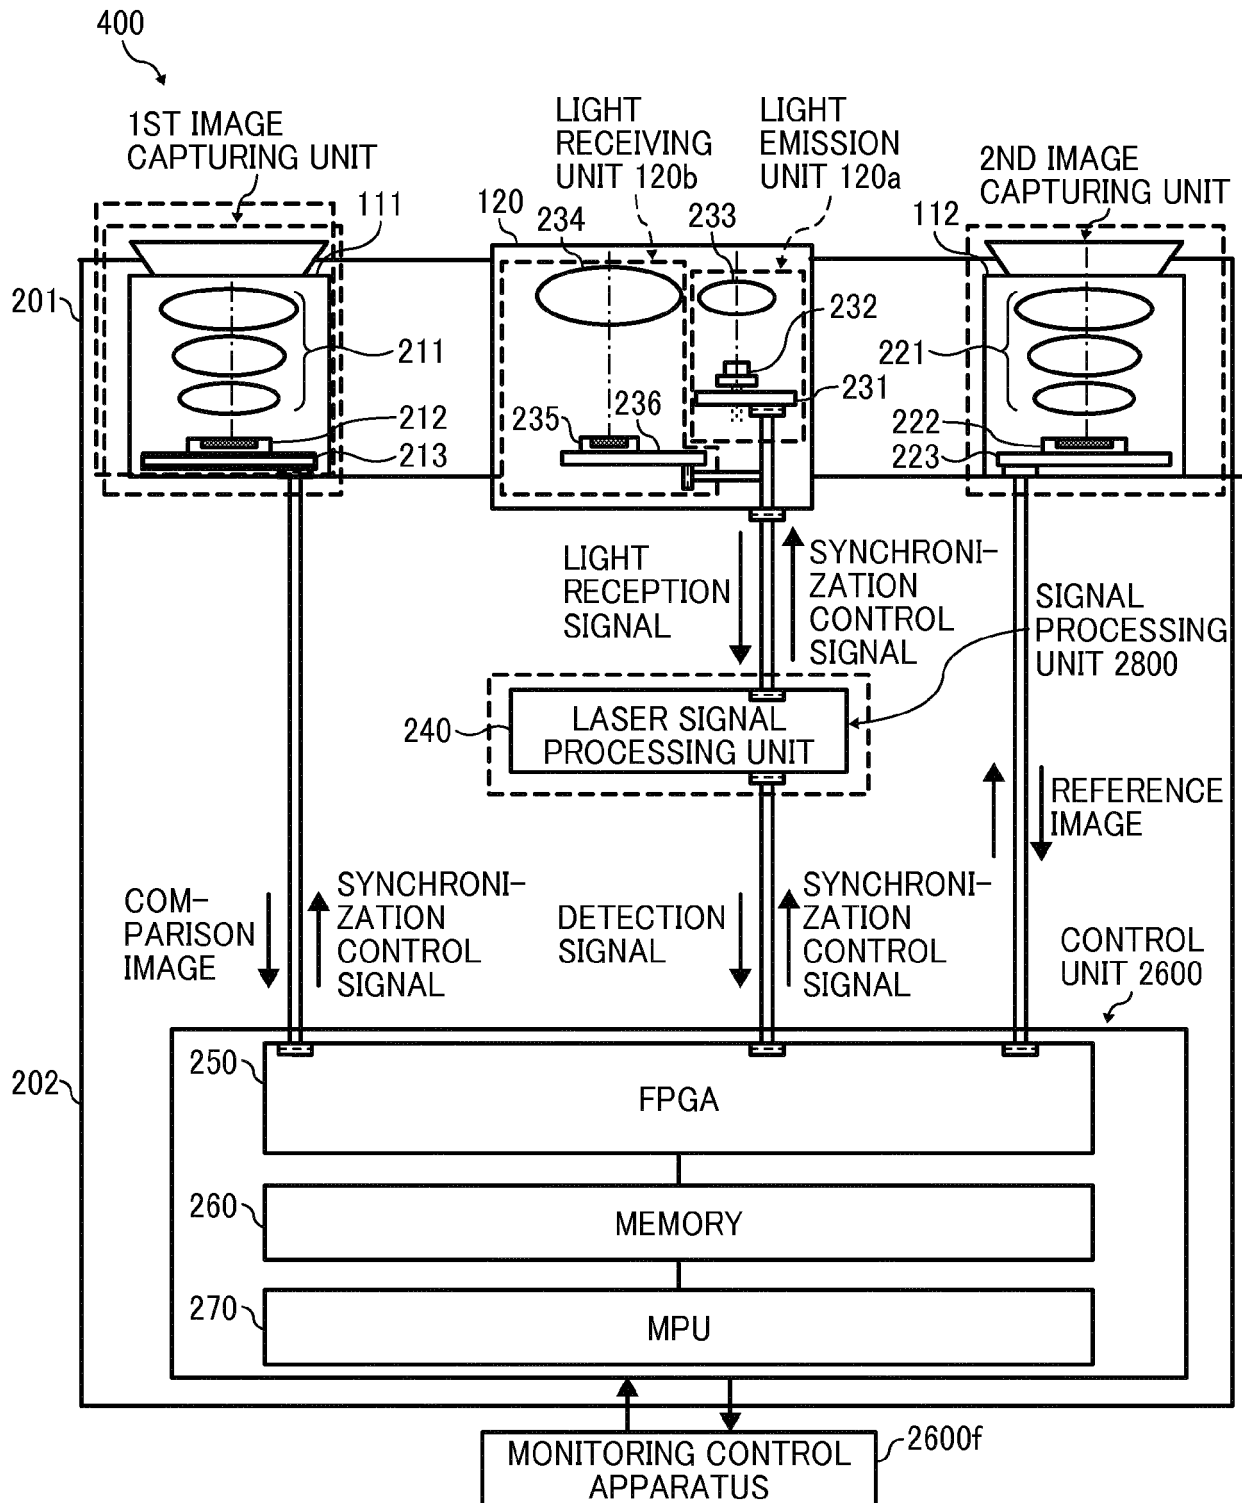 400
1ST IMAGE
CAPTURING UNIT
LIGHT
RECEIVING
UNIT 120b
LIGHT
EMISSION
UNIT 120a
2ND IMAGE
CAPTURING UNIT
111
120
234
233
112
201
211
232
221
212
213
235
236
231
222
223
LIGHT
RECEPTION
SIGNAL
SYNCHRONI-
ZATION
CONTROL
SIGNAL
SIGNAL
PROCESSING
UNIT 2800
240
LASER SIGNAL
PROCESSING UNIT
REFERENCE
IMAGE
COM-
PARISON
IMAGE
SYNCHRONI-
ZATION
CONTROL
SIGNAL
DETECTION
SIGNAL
SYNCHRONI-
ZATION
CONTROL
SIGNAL
CONTROL
UNIT 2600
250
FPGA
202
260
MEMORY
270
MPU
MONITORING CONTROL
APPARATUS
2600f